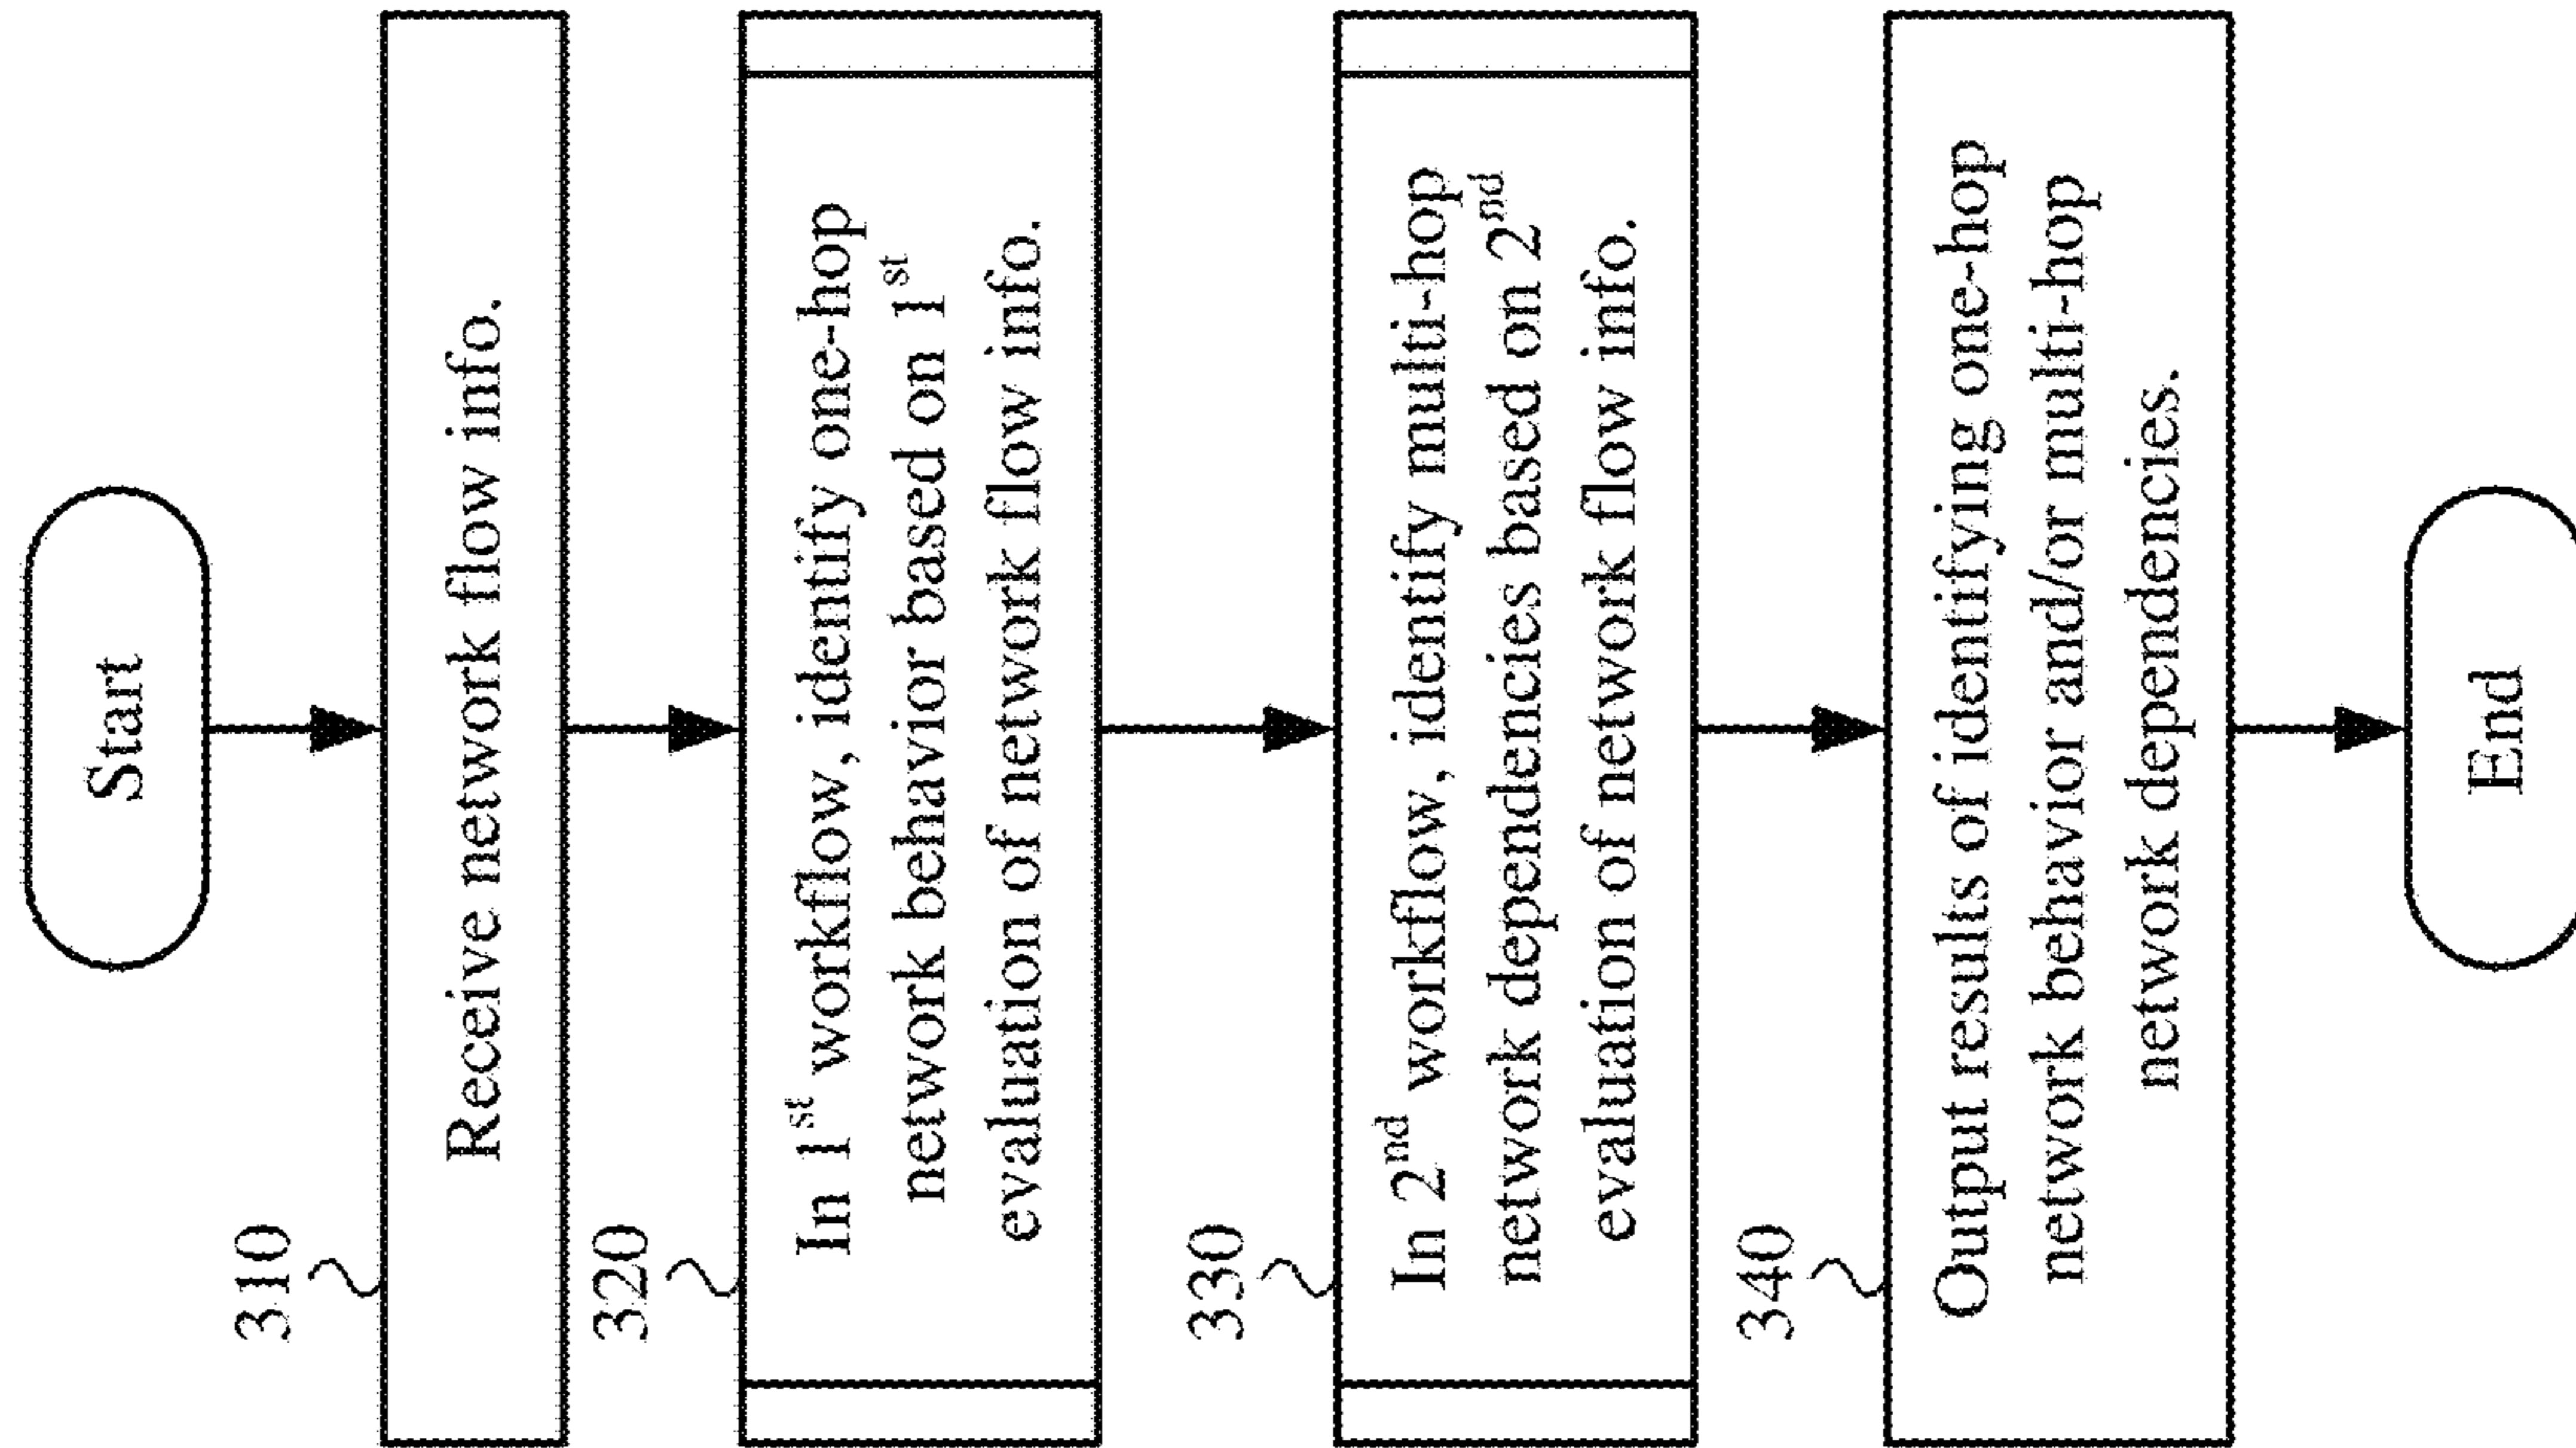 Start
310
Receive network flow info.
320
In 1st workflow, identify one-hop
network behavior based on 1st
evaluation of network flow info.
330
In 2nd workflow, identify multi-hop
network dependencies based on 2nd
evaluation of network flow info.
340
Output results of identifying one-hop
network behavior and/or multi-hop
network dependencies.
End